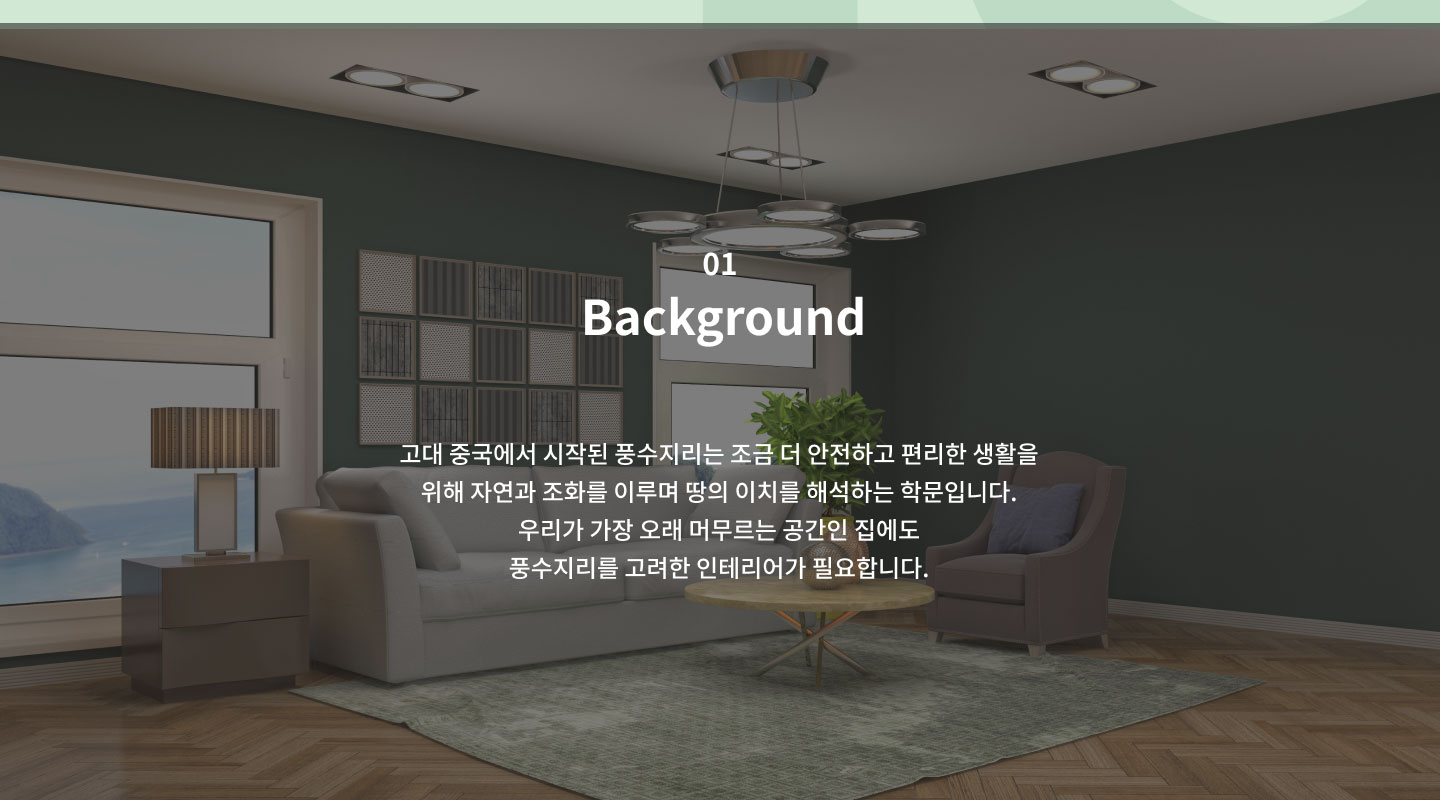 01
Background
고대 중국에서 시작된 풍수지리는 조금 더 안전하고 편리한 생활을
위해 자연과 조화를 이루며 땅의 이치를 해석하는 학문입니다.
우리가 가장 오래 머무르는 공간인 집에도
풍수지리를 고려한 인테리어가 필요합니다.